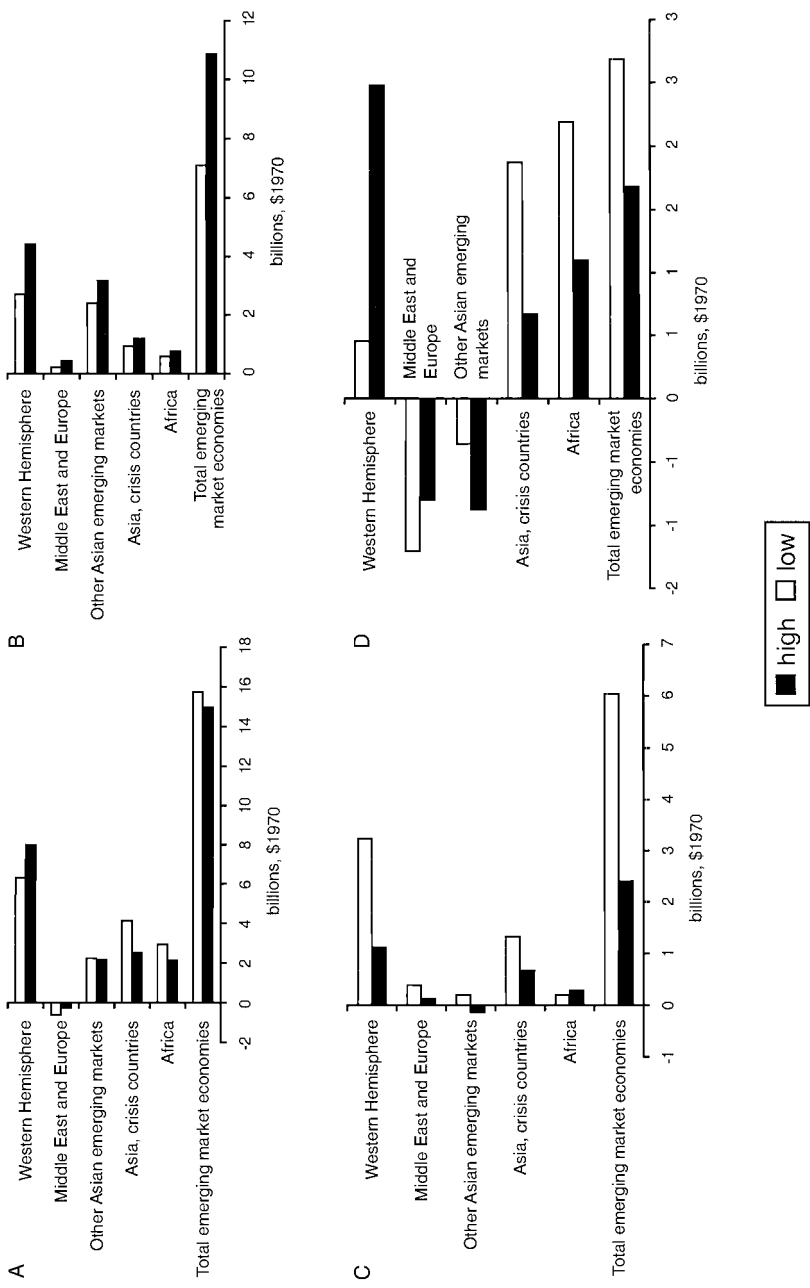 A
Western Hemisphere
Middle East and Europe
Other Asian emerging markets
Asia, crisis countries
Africa
Total emerging market economies
-2 0 2 4 6 8 10 12 14 16 18
billions, $1970
B
Western Hemisphere
Middle East and Europe
Other Asian emerging markets
Asia, crisis countries
Africa
Total emerging
market economies
0 2 4 6 8 10 12
billions, $1970
C
Western Hemisphere
Middle East and Europe
Other Asian emerging markets
Asia, crisis countries
Africa
Total emerging market economies
-1 0 1 2 3 4 5 6 7
billions, $1970
D
Western Hemisphere
Middle East and
Europe
Other Asian emerging
markets
Asia, crisis countries
Africa
Total emerging market
economies
-2 -1 -1 0 1 1 2 2 3 3
billions, $1970
high low